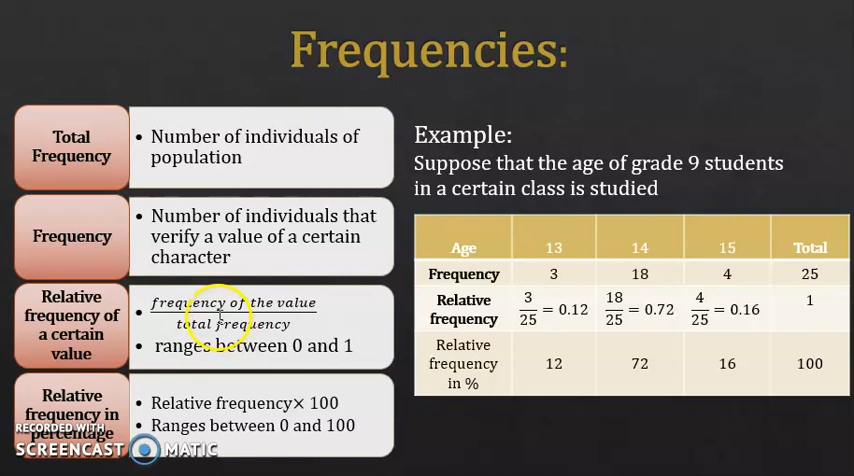 Frequencies:
Total
Frequency
• Number of individuals of
population
Frequency
• Number of individuals that
verify a value of a certain
character
Relative
frequency of
a certain
value
• frequency of the value
total frequency
• ranges between 0 and 1
Relative
frequency in
percentage
• Relative frequency× 100
• Ranges between 0 and 100
Example:
Suppose that the age of grade 9 students
in a certain class is studied
Age 13 14 15 Total
Frequency 3 18 4 25
Relative
frequency
3/25 = 0.12 18/25 = 0.72 4/25 = 0.16 1
Relative
frequency
in %
12 72 16 100
RECORDED WITH
SCREENCAST MATIC